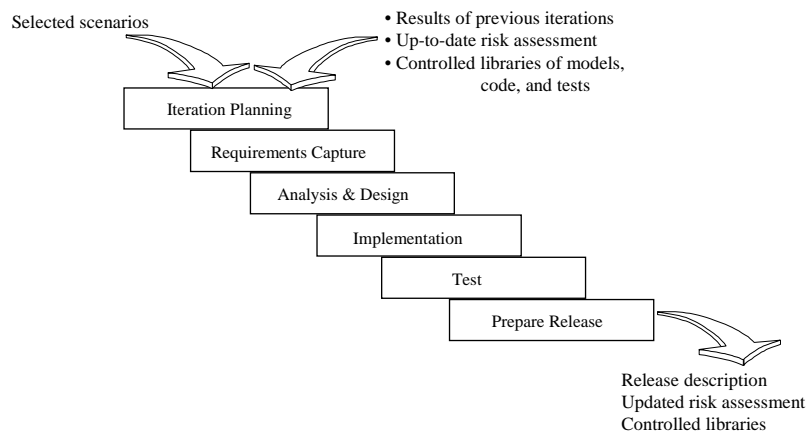 Selected scenarios
• Results of previous iterations
• Up-to-date risk assessment
• Controlled libraries of models,
code, and tests
Iteration Planning
Requirements Capture
Analysis & Design
Implementation
Test
Prepare Release
Release description
Updated risk assessment
Controlled libraries